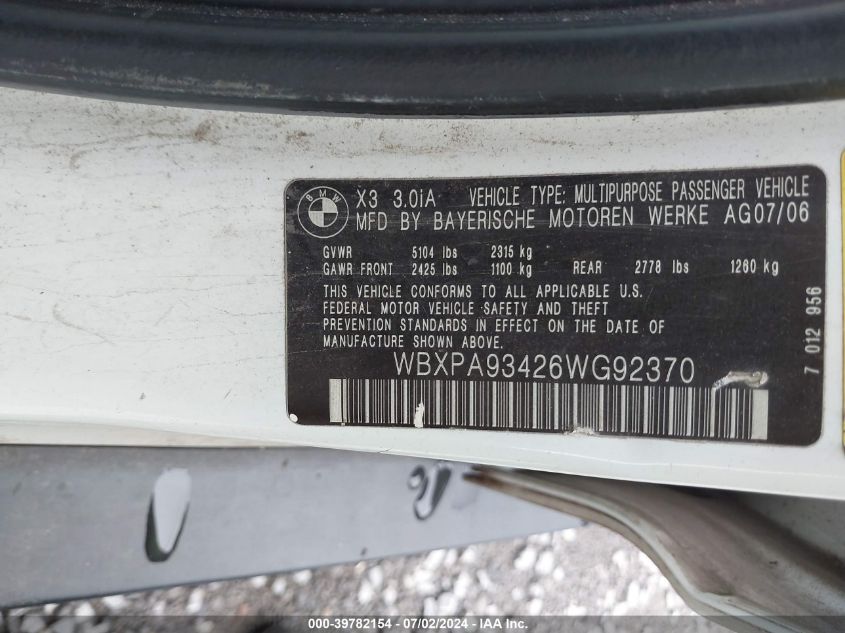 BMW
X3 3.0iA VEHICLE TYPE: MULTIPURPOSE PASSENGER VEHICLE
MFD BY BAYERISCHE MOTOREN WERKE AG07/06
GVWR 5104 lbs 2315 kg
GAWR FRONT 2425 lbs 1100 kg REAR 2778 lbs 1260 kg
THIS VEHICLE CONFORMS TO ALL APPLICABLE U.S.
FEDERAL MOTOR VEHICLE SAFETY AND THEFT
PREVENTION STANDARDS IN EFFECT ON THE DATE OF
MANUFACTURE SHOWN ABOVE.
WBXPA93426WG92370
7 012 956
000-39782154 - 07/02/2024 - IAAI.com